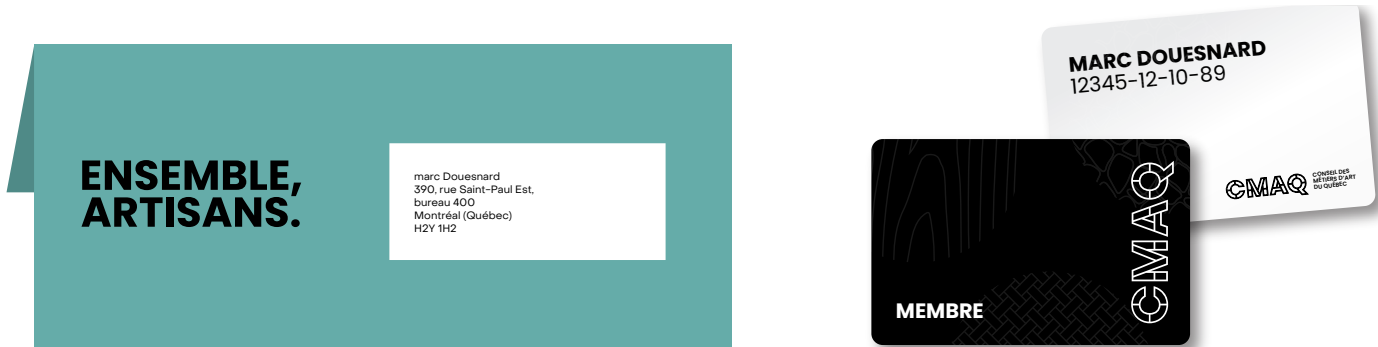 ENSEMBLE,
ARTISANS.
marc Douesnard
390, rue Saint-Paul Est,
bureau 400
Montréal (Québec)
H2Y 1H2
MARC DOUESNARD
12345-12-10-89
CMAQ
CONSEIL DES
MÉTIERS D'ART
DU QUÉBEC
CMAQ
MEMBRE